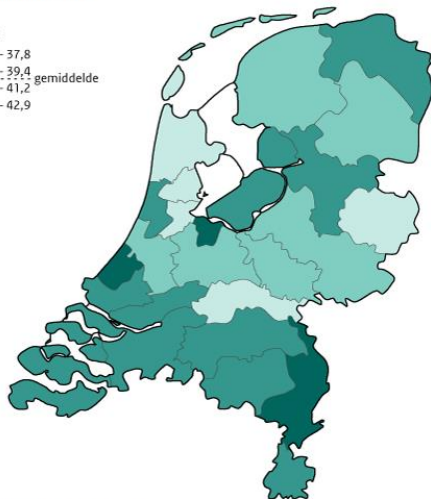 - 37,8
- 39,4
gemiddelde
- 41,2
- 42,9